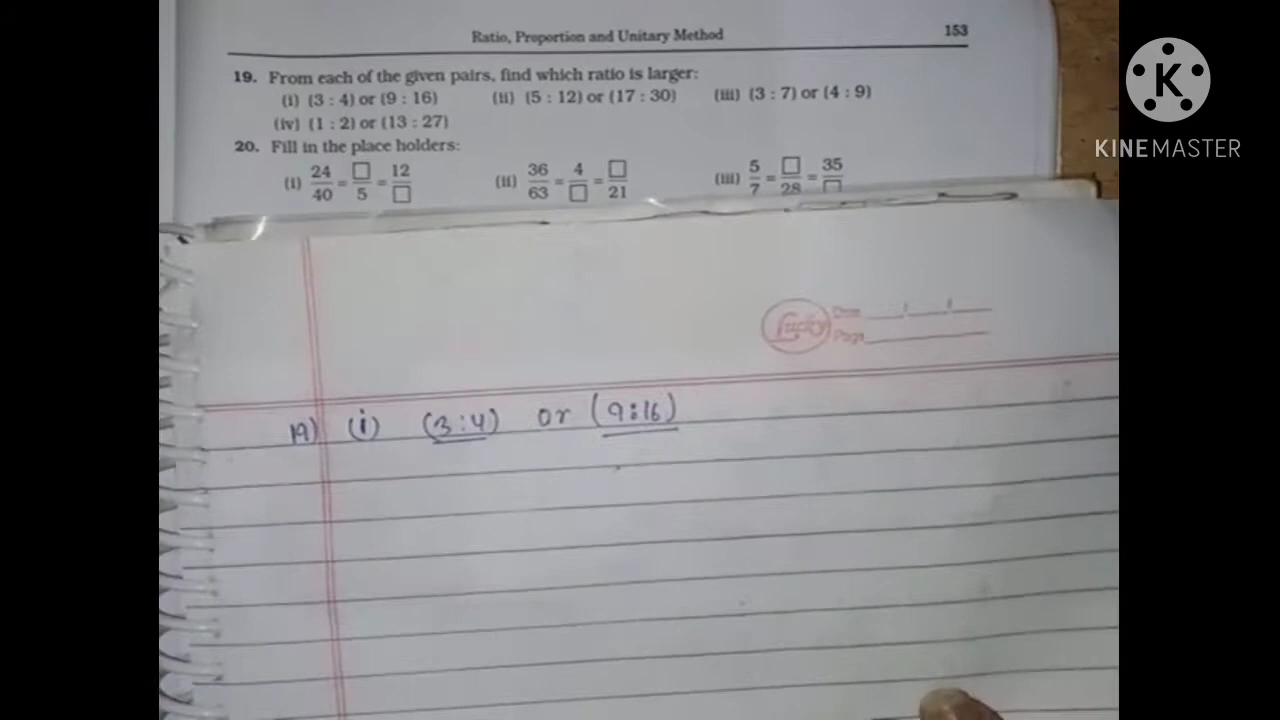 Ratio, Proportion and Unitary Method 153
19. From each of the given pairs, find which ratio is larger:
(i) (3 : 4) or (9 : 16) (ii) (5 : 12) or (17 : 30) (iii) (3 : 7) or (4 : 9)
(iv) (1 : 2) or (13 : 27)
20. Fill in the place holders:
(i) 24/40 = □/5 = 12/□ (ii) 36/63 = 4/□ = □/21 (iii) 5/7 = □/28 = 35/□
K
KINEMASTER
Lucky Date
Page
19) (i) (3:4) or (9:16)